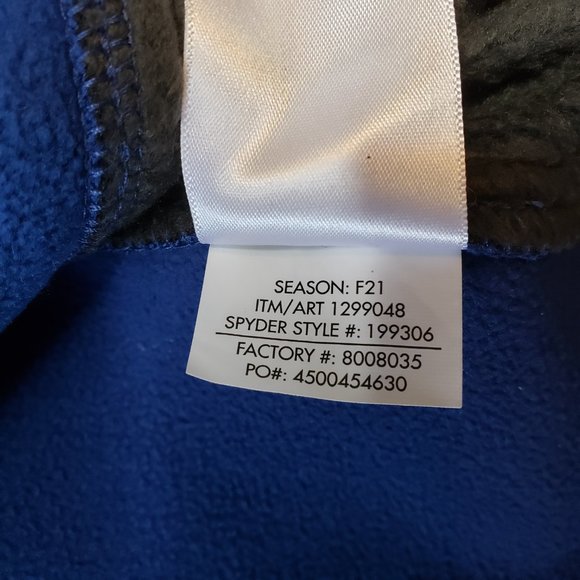 SEASON: F21
ITM/ART 1299048
SPYDER STYLE #: 199306
FACTORY #: 8008035
PO#: 4500454630